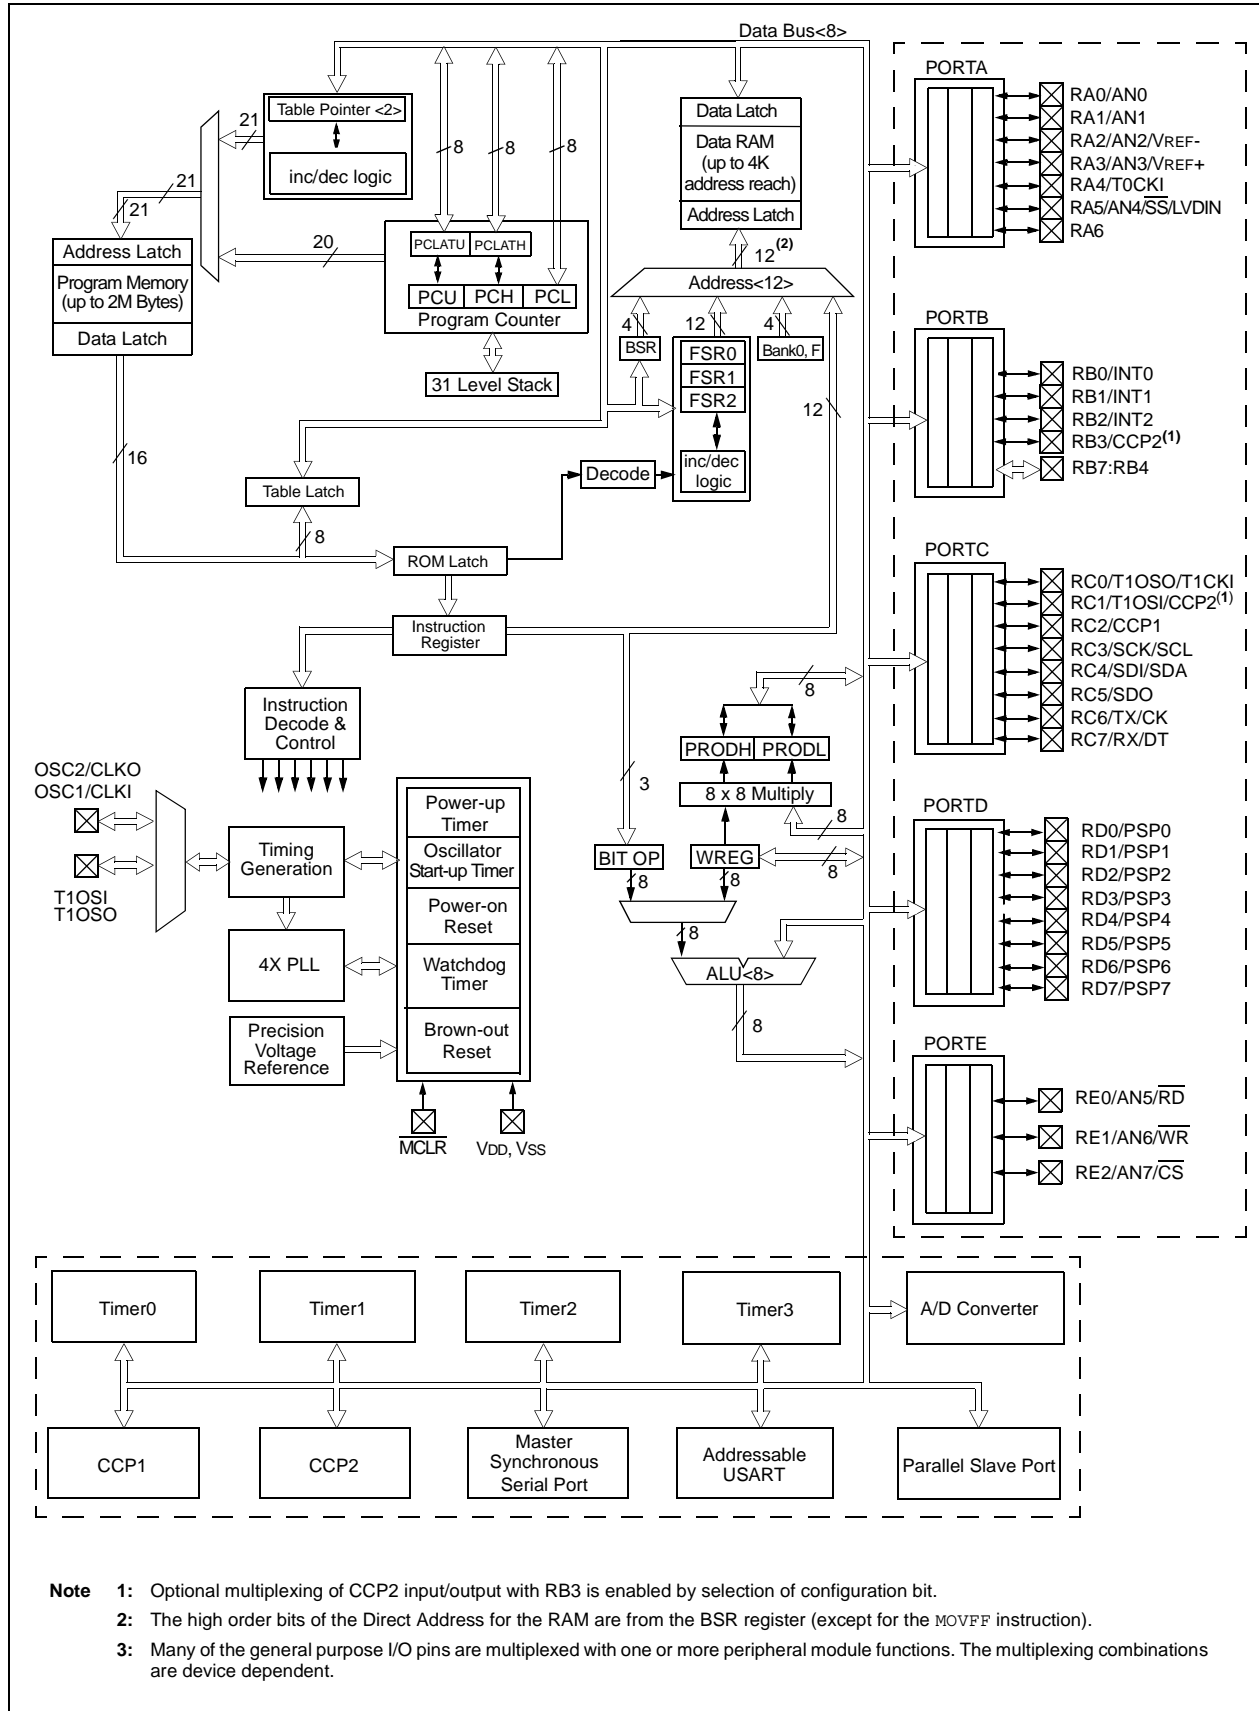 Data Bus<8>
Table Pointer <2>
inc/dec logic
21
21
21
20
8
8
8
Address Latch
Program Memory
(up to 2M Bytes)
Data Latch
16
PCLATU
PCLATH
PCU
PCH
PCL
Program Counter
31 Level Stack
Data Latch
Data RAM
(up to 4K
address reach)
Address Latch
12(2)
Address<12>
4
12
4
BSR
FSR0
FSR1
FSR2
inc/dec
logic
Bank0, F
12
Decode
Table Latch
8
ROM Latch
Instruction
Register
Instruction
Decode &
Control
OSC2/CLKO
OSC1/CLKI
T1OSI
T1OSO
Timing
Generation
4X PLL
Precision
Voltage
Reference
Power-up
Timer
Oscillator
Start-up Timer
Power-on
Reset
Watchdog
Timer
Brown-out
Reset
MCLR
VDD, VSS
8
PRODH
PRODL
8 x 8 Multiply
3
8
BIT OP
WREG
8
8
8
8
ALU<8>
8
PORTA
RA0/AN0
RA1/AN1
RA2/AN2/VREF-
RA3/AN3/VREF+
RA4/T0CKI
RA5/AN4/SS/LVDIN
RA6
PORTB
RB0/INT0
RB1/INT1
RB2/INT2
RB3/CCP2(1)
RB7:RB4
PORTC
RC0/T1OSO/T1CKI
RC1/T1OSI/CCP2(1)
RC2/CCP1
RC3/SCK/SCL
RC4/SDI/SDA
RC5/SDO
RC6/TX/CK
RC7/RX/DT
PORTD
RD0/PSP0
RD1/PSP1
RD2/PSP2
RD3/PSP3
RD4/PSP4
RD5/PSP5
RD6/PSP6
RD7/PSP7
PORTE
RE0/AN5/RD
RE1/AN6/WR
RE2/AN7/CS
Timer0
Timer1
Timer2
Timer3
A/D Converter
CCP1
CCP2
Master
Synchronous
Serial Port
Addressable
USART
Parallel Slave Port
Note 1: Optional multiplexing of CCP2 input/output with RB3 is enabled by selection of configuration bit.
2: The high order bits of the Direct Address for the RAM are from the BSR register (except for the MOVFF instruction).
3: Many of the general purpose I/O pins are multiplexed with one or more peripheral module functions. The multiplexing combinations
are device dependent.